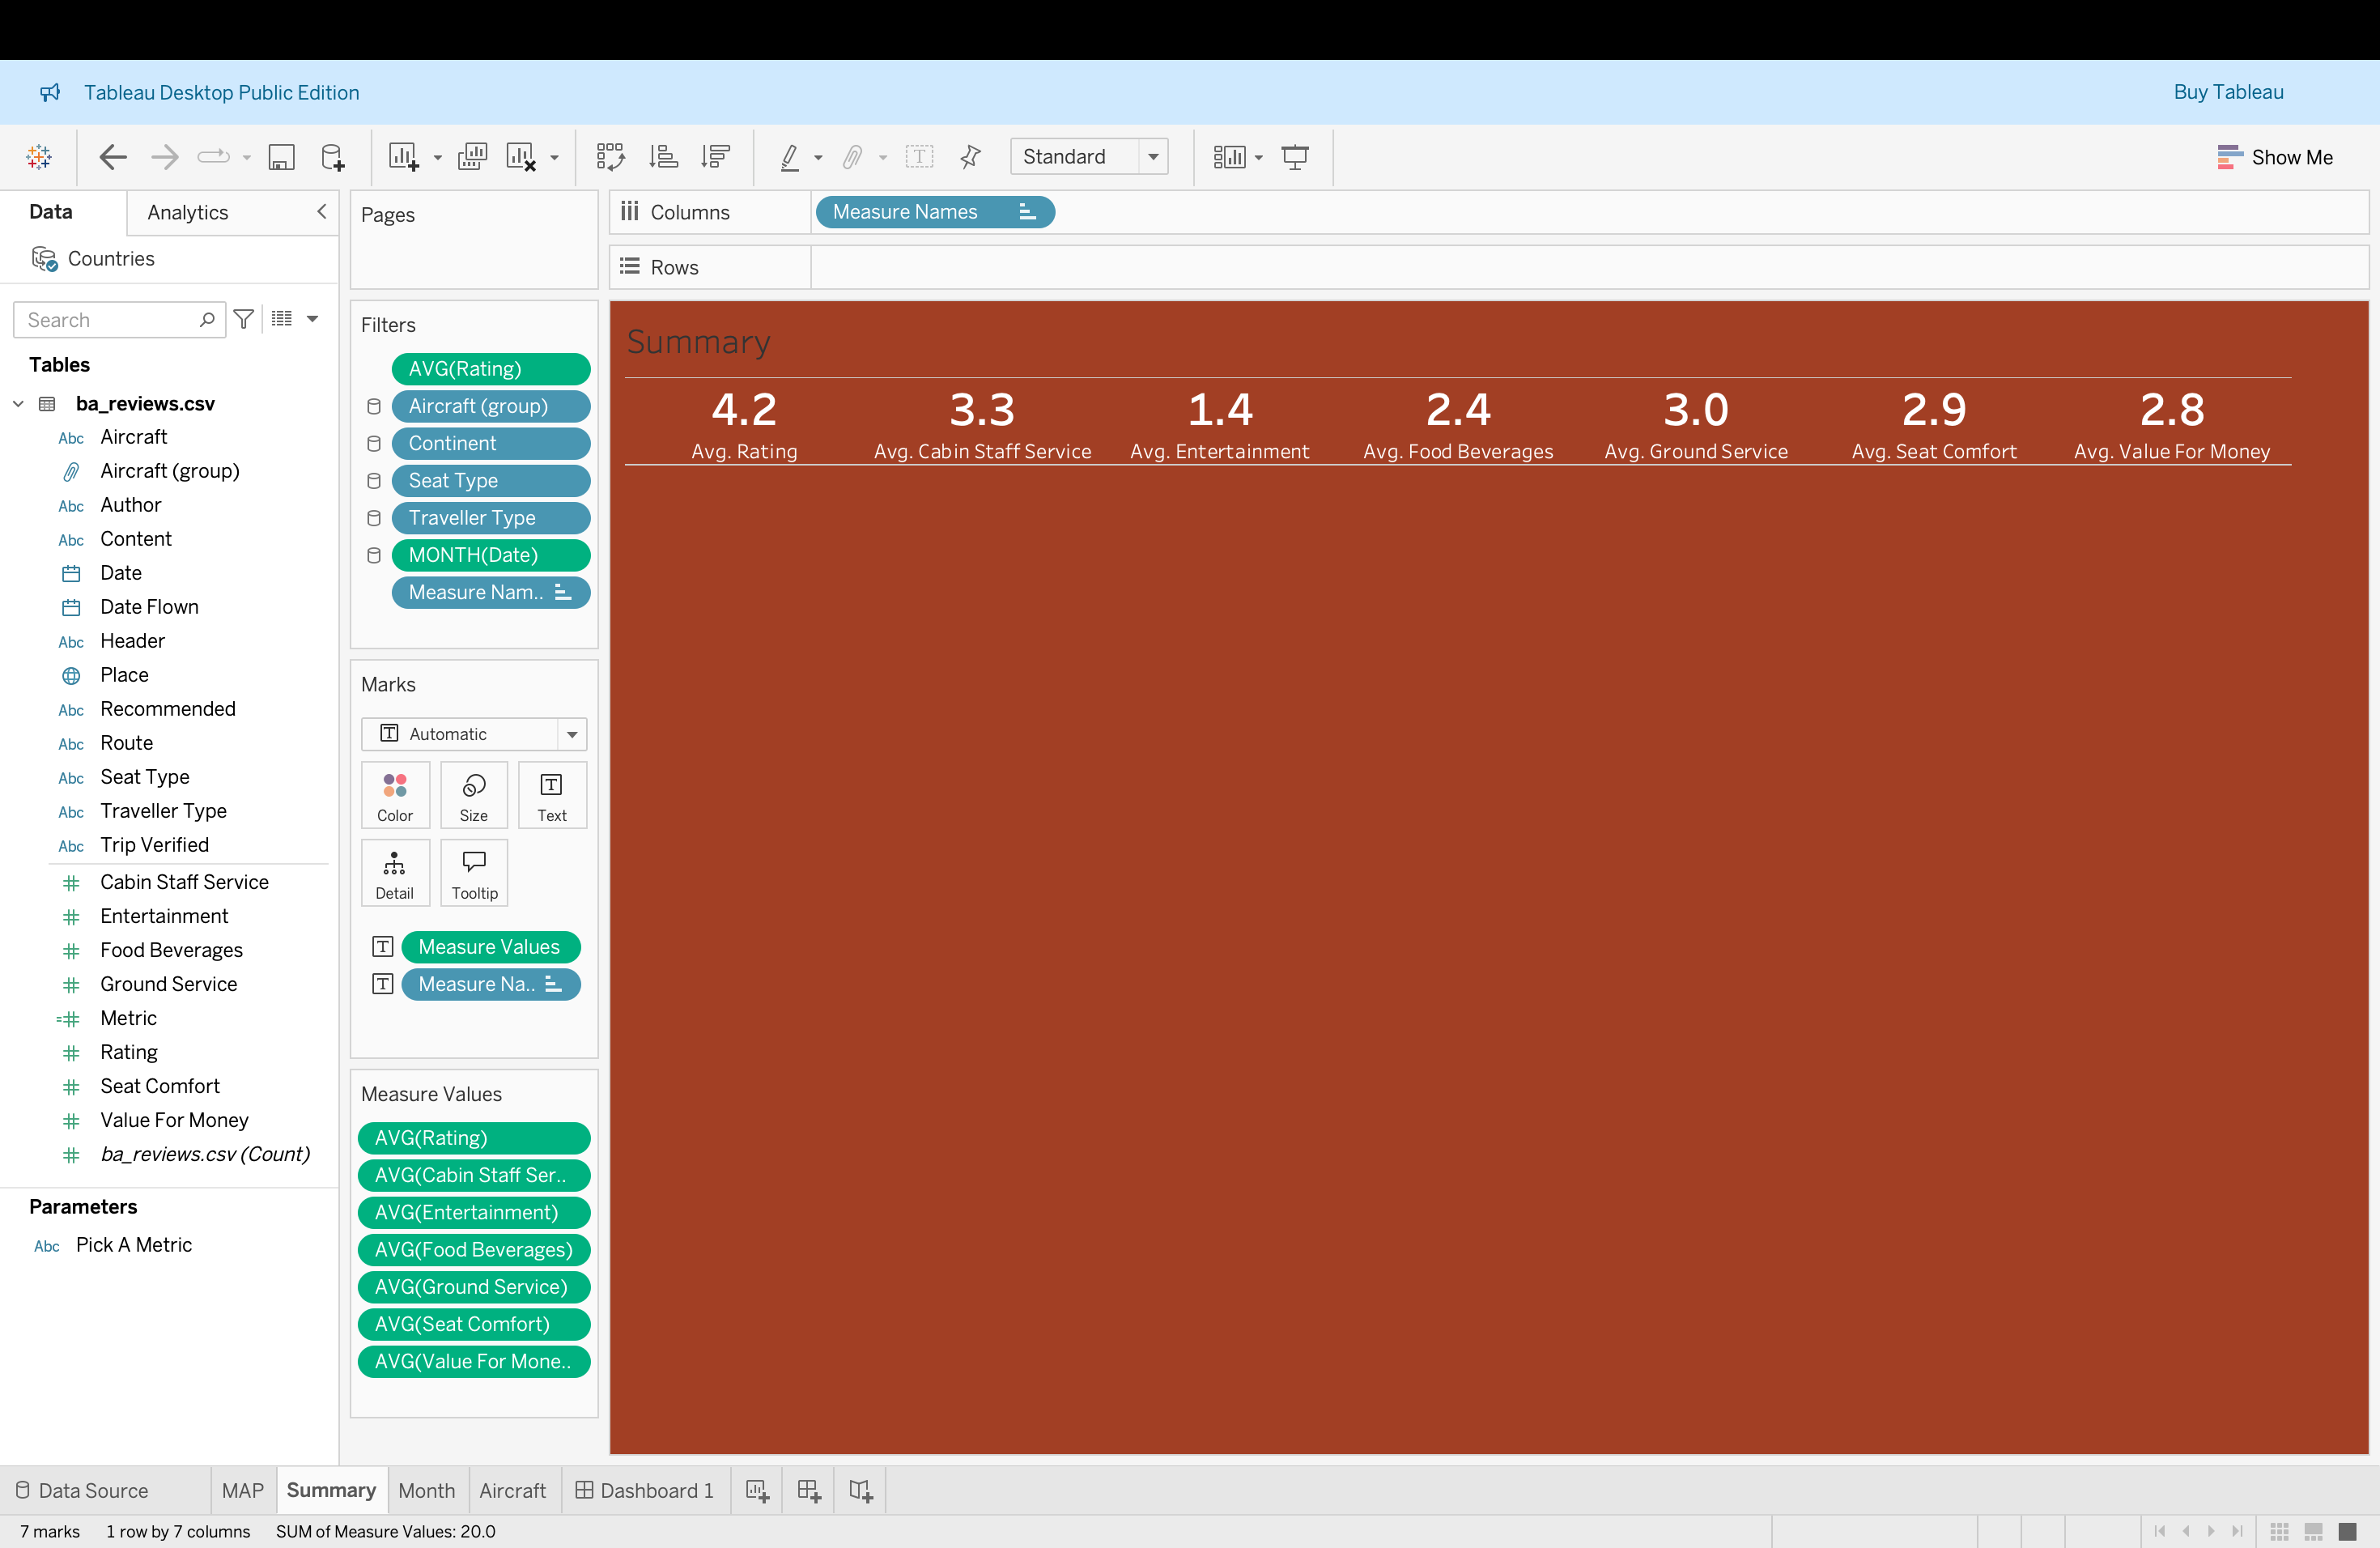 Tableau Desktop Public Edition
Buy Tableau
Standard
Show Me
Data
Analytics
Countries
Search
Tables
ba_reviews.csv
Abc Aircraft
Aircraft (group)
Abc Author
Abc Content
Date
Date Flown
Abc Header
Place
Abc Recommended
Abc Route
Abc Seat Type
Abc Traveller Type
Abc Trip Verified
# Cabin Staff Service
# Entertainment
# Food Beverages
# Ground Service
=# Metric
# Rating
# Seat Comfort
# Value For Money
# ba_reviews.csv (Count)
Parameters
Abc Pick A Metric
Pages
Filters
AVG(Rating)
Aircraft (group)
Continent
Seat Type
Traveller Type
MONTH(Date)
Measure Nam..
Marks
T Automatic
Color
Size
T Text
Detail
Tooltip
T Measure Values
T Measure Na..
Measure Values
AVG(Rating)
AVG(Cabin Staff Ser..
AVG(Entertainment)
AVG(Food Beverages)
AVG(Ground Service)
AVG(Seat Comfort)
AVG(Value For Mone..
Columns
Measure Names
Rows
Summary
4.2 3.3 1.4 2.4 3.0 2.9 2.8
Avg. Rating Avg. Cabin Staff Service Avg. Entertainment Avg. Food Beverages Avg. Ground Service Avg. Seat Comfort Avg. Value For Money
Data Source MAP Summary Month Aircraft Dashboard 1
7 marks 1 row by 7 columns SUM of Measure Values: 20.0